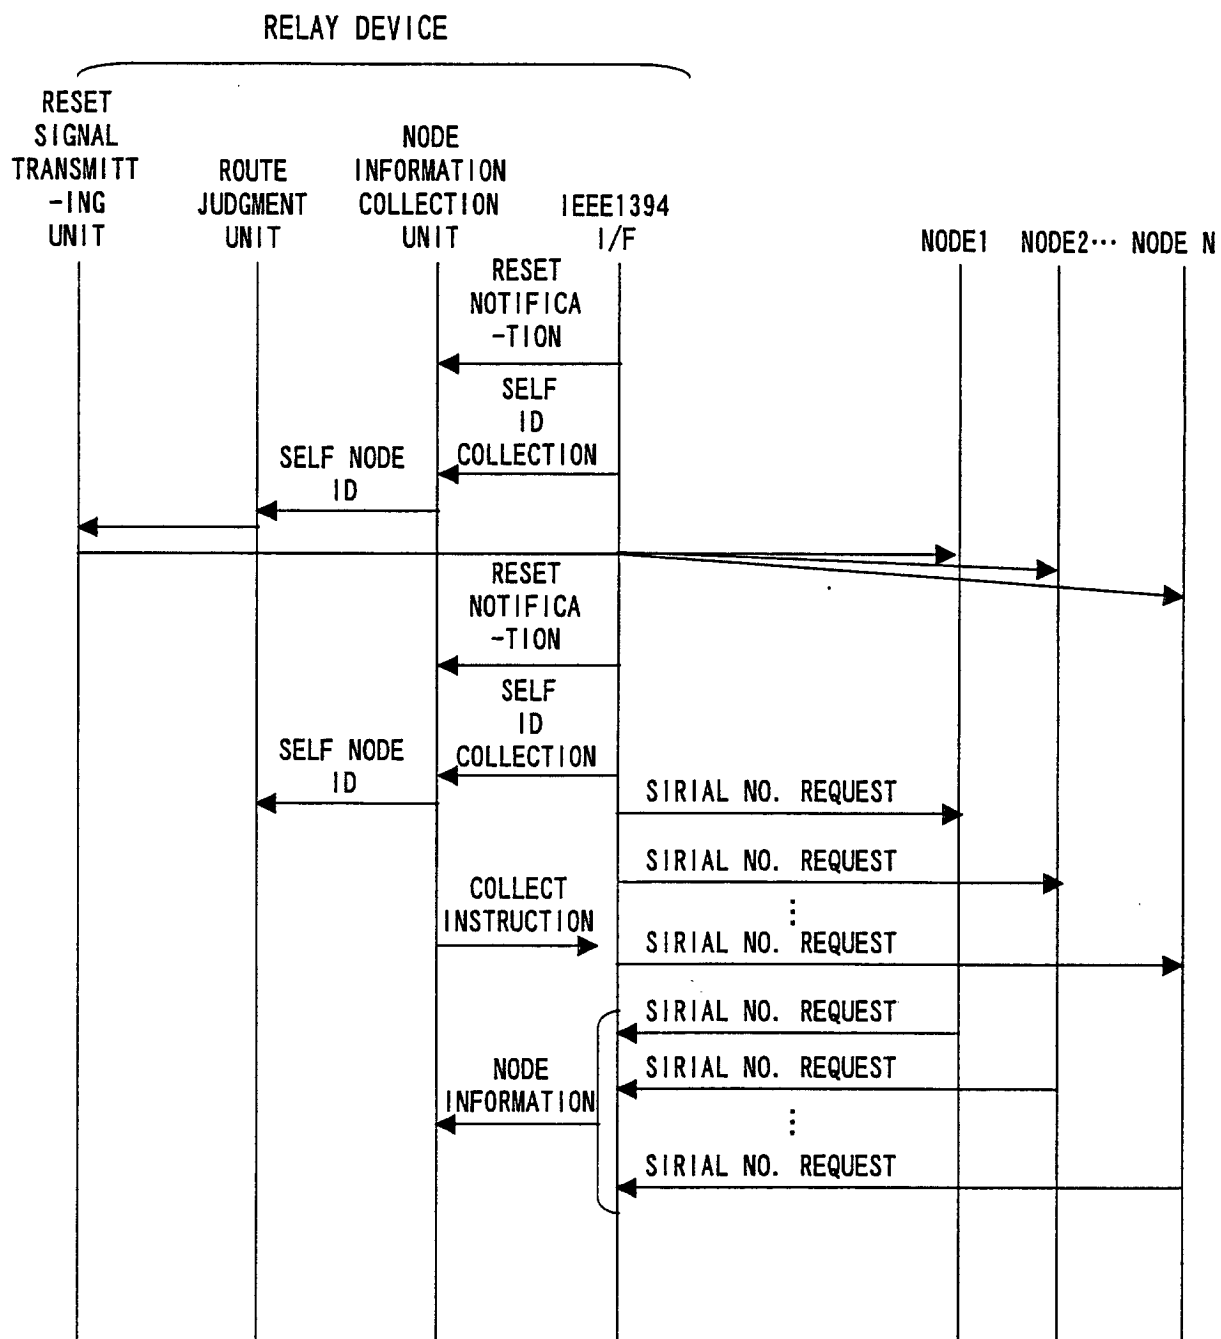 RELAY DEVICE
RESET
SIGNAL
TRANSMITT
-ING
UNIT
ROUTE
JUDGMENT
UNIT
NODE
INFORMATION
COLLECTION
UNIT
IEEE1394
I/F
NODE1
NODE2…
NODE N
RESET
NOTIFICA
-TION
SELF
ID
COLLECTION
SELF NODE
ID
RESET
NOTIFICA
-TION
SELF
ID
COLLECTION
SELF NODE
ID
SIRIAL NO. REQUEST
SIRIAL NO. REQUEST
COLLECT
INSTRUCTION
SIRIAL NO. REQUEST
SIRIAL NO. REQUEST
NODE
INFORMATION
SIRIAL NO. REQUEST
SIRIAL NO. REQUEST